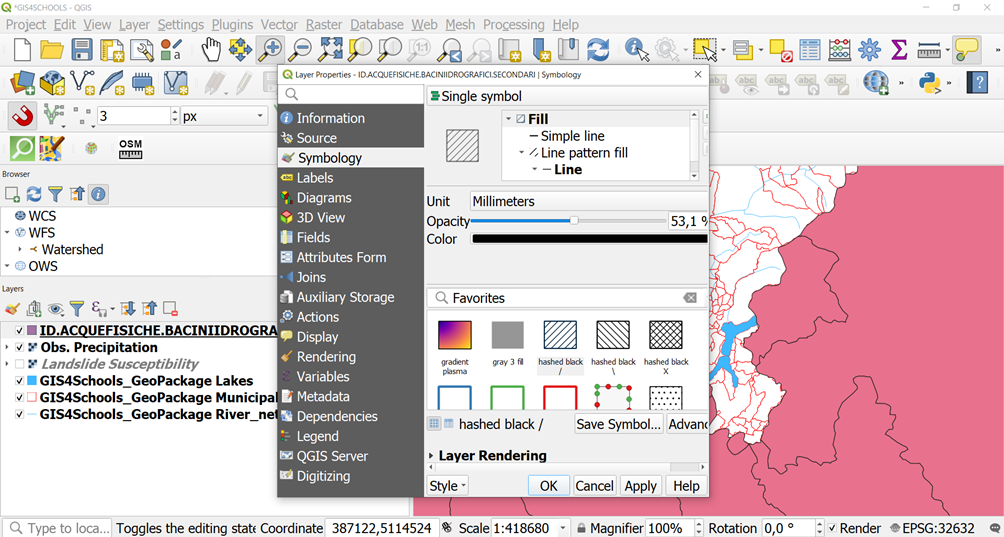 *GIS4SCHOOLS - QGIS
Project Edit View Layer Settings Plugins Vector Raster Database Web Mesh Processing Help
1:1
Layer Properties - ID.ACQUEFISICHE.BACINIIDROGRAFICI.SECONDARI | Symbology
3 px
OSM
Browser
WCS
WFS
Watershed
OWS
Layers
ID.ACQUEFISICHE.BACINIIDROGRA
Obs. Precipitation
Landslide Susceptibility
GIS4Schools_GeoPackage Lakes
GIS4Schools_GeoPackage Municipal
GIS4Schools_GeoPackage River_net
Information
Source
Symbology
abc Labels
Diagrams
3D View
Fields
Attributes Form
Joins
Auxiliary Storage
Actions
Display
Rendering
Variables
Metadata
Dependencies
Legend
QGIS Server
Digitizing
Single symbol
Fill
Simple line
Line pattern fill
Line
Unit Millimeters
Opacity 53,1 %
Color
Favorites
gradient plasma
gray 3 fill
hashed black /
hashed black \
hashed black X
hashed black / Save Symbol... Advanc
Layer Rendering
Style OK Cancel Apply Help
Type to loca... Toggles the editing state Coordinate 387122,5114524 Scale 1:418680 Magnifier 100% Rotation 0,0 ° Render EPSG:32632